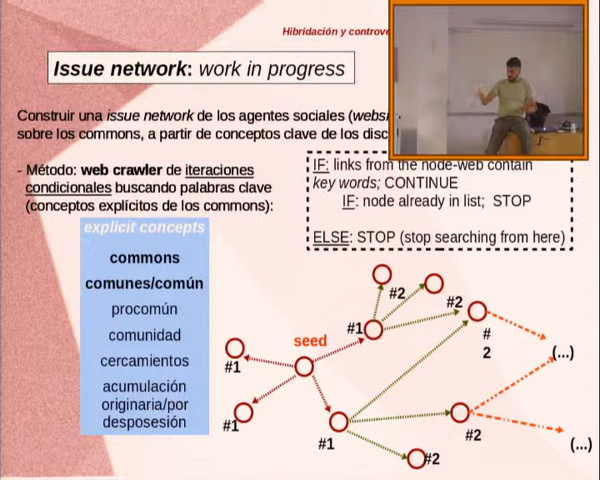 Hibridación y controve
Issue network: work in progress
Construir una issue network de los agentes sociales (websi
sobre los commons, a partir de conceptos clave de los disc
- Método: web crawler de iteraciones
condicionales buscando palabras clave
(conceptos explícitos de los commons):
IF: links from the node-web contain
key words; CONTINUE
IF: node already in list; STOP
ELSE: STOP (stop searching from here)
explicit concepts
commons
comunes/común
procomún
comunidad
cercamientos
acumulación
originaria/por
desposesión
#2
#2
#1
#
2
seed
(...)
#1
#1
#1
#2
#2
(...)